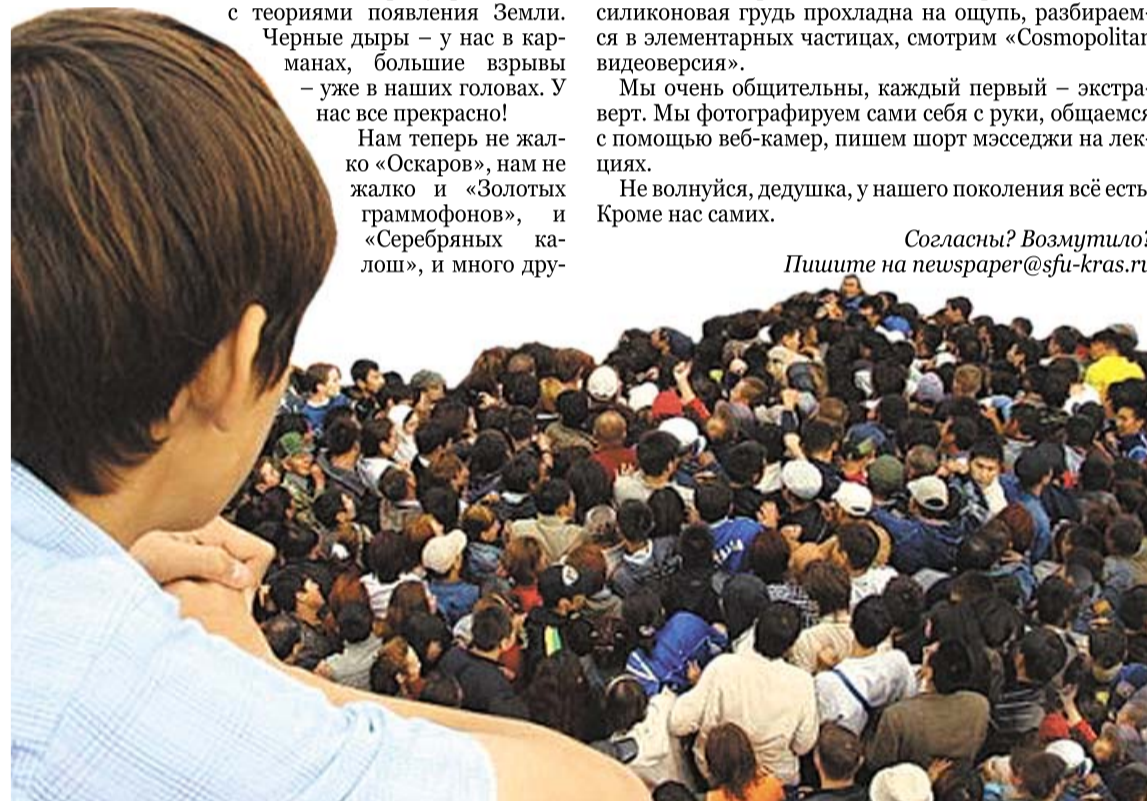 с теориями появления Земли.
Черные дыры – у нас в кар-
манах, большие взрывы
– уже в наших головах. У
нас все прекрасно!
Нам теперь не жал-
ко «Оскаров», нам не
жалко и «Золотых
граммофонов», и
«Серебряных ка-
лош», и много дру-
силиконовая грудь прохладна на ощупь, разбираем-
ся в элементарных частицах, смотрим «Cosmopolitan
видеоверсия».
Мы очень общительны, каждый первый – экстра-
верт. Мы фотографируем сами себя с руки, общаемся
с помощью веб-камер, пишем шорт мэсседжи на лек-
циях.
Не волнуйся, дедушка, у нашего поколения всё есть
Кроме нас самих.
Согласны? Возмутило?
Пишите на newspaper@sfu-kras.ru